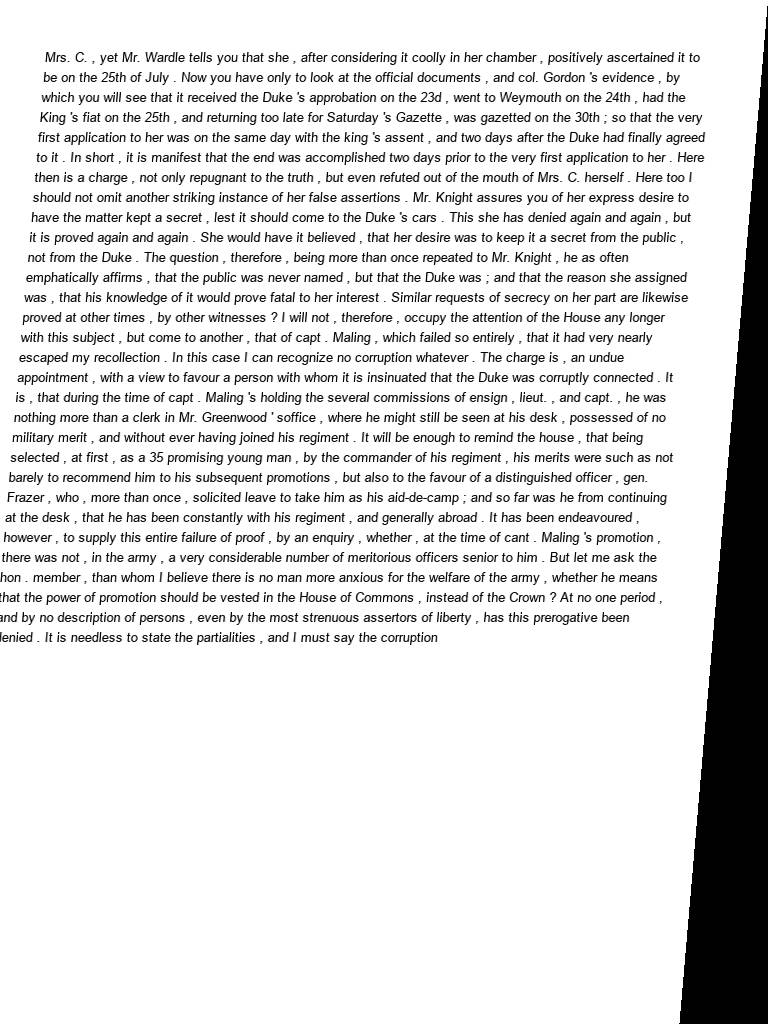 Mrs. C. , yet Mr. Wardle tells you that she , after considering it coolly in her chamber , positively ascertained it to
be on the 25th of July . Now you have only to look at the official documents , and col. Gordon 's evidence , by
which you will see that it received the Duke 's approbation on the 23d , went to Weymouth on the 24th , had the
King 's fiat on the 25th , and returning too late for Saturday 's Gazette , was gazetted on the 30th ; so that the very
first application to her was on the same day with the king 's assent , and two days after the Duke had finally agreed
to it . In short , it is manifest that the end was accomplished two days prior to the very first application to her . Here
then is a charge , not only repugnant to the truth , but even refuted out of the mouth of Mrs. C. herself . Here too I
should not omit another striking instance of her false assertions . Mr. Knight assures you of her express desire to
have the matter kept a secret , lest it should come to the Duke 's cars . This she has denied again and again , but
it is proved again and again . She would have it believed , that her desire was to keep it a secret from the public ,
not from the Duke . The question , therefore , being more than once repeated to Mr. Knight , he as often
emphatically affirms , that the public was never named , but that the Duke was ; and that the reason she assigned
was , that his knowledge of it would prove fatal to her interest . Similar requests of secrecy on her part are likewise
proved at other times , by other witnesses ? I will not , therefore , occupy the attention of the House any longer
with this subject , but come to another , that of capt . Maling , which failed so entirely , that it had very nearly
escaped my recollection . In this case I can recognize no corruption whatever . The charge is , an undue
appointment , with a view to favour a person with whom it is insinuated that the Duke was corruptly connected . It
is , that during the time of capt . Maling 's holding the several commissions of ensign , lieut. , and capt. , he was
nothing more than a clerk in Mr. Greenwood ' soffice , where he might still be seen at his desk , possessed of no
military merit , and without ever having joined his regiment . It will be enough to remind the house , that being
selected , at first , as a 35 promising young man , by the commander of his regiment , his merits were such as not
barely to recommend him to his subsequent promotions , but also to the favour of a distinguished officer , gen.
Frazer , who , more than once , solicited leave to take him as his aid-de-camp ; and so far was he from continuing
at the desk , that he has been constantly with his regiment , and generally abroad . It has been endeavoured ,
however , to supply this entire failure of proof , by an enquiry , whether , at the time of cant . Maling 's promotion ,
there was not , in the army , a very considerable number of meritorious officers senior to him . But let me ask the
hon . member , than whom I believe there is no man more anxious for the welfare of the army , whether he means
that the power of promotion should be vested in the House of Commons , instead of the Crown ? At no one period ,
and by no description of persons , even by the most strenuous assertors of liberty , has this prerogative been
denied . It is needless to state the partialities , and I must say the corruption